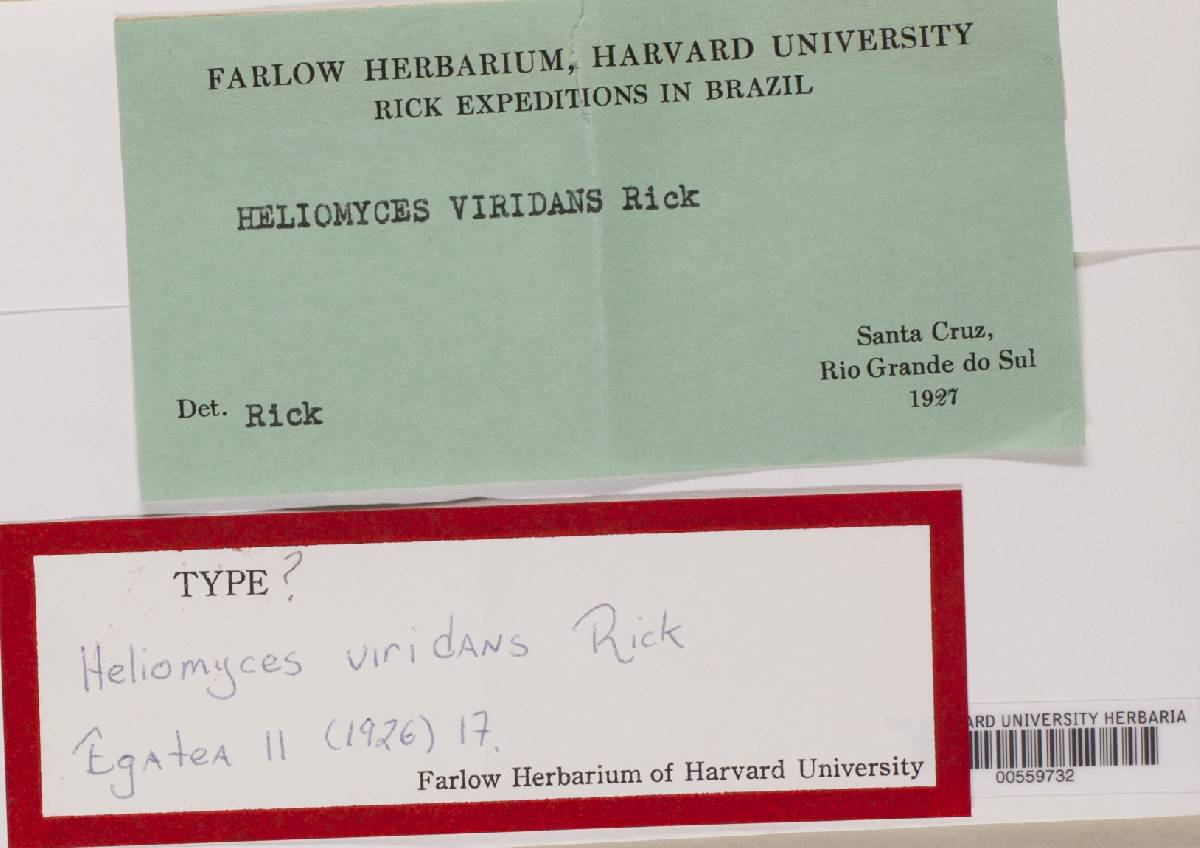 FARLOW HERBARIUM, HARVARD UNIVERSITY
RICK EXPEDITIONS IN BRAZIL
HELIOMYCES VIRIDANS Rick
Santa Cruz,
Rio Grande do Sul
1927
Det. Rick
TYPE ?
Heliomyces viridans Rick
Egatea 11 (1926) 17.
Farlow Herbarium of Harvard University
ARD UNIVERSITY HERBARIA
00559732